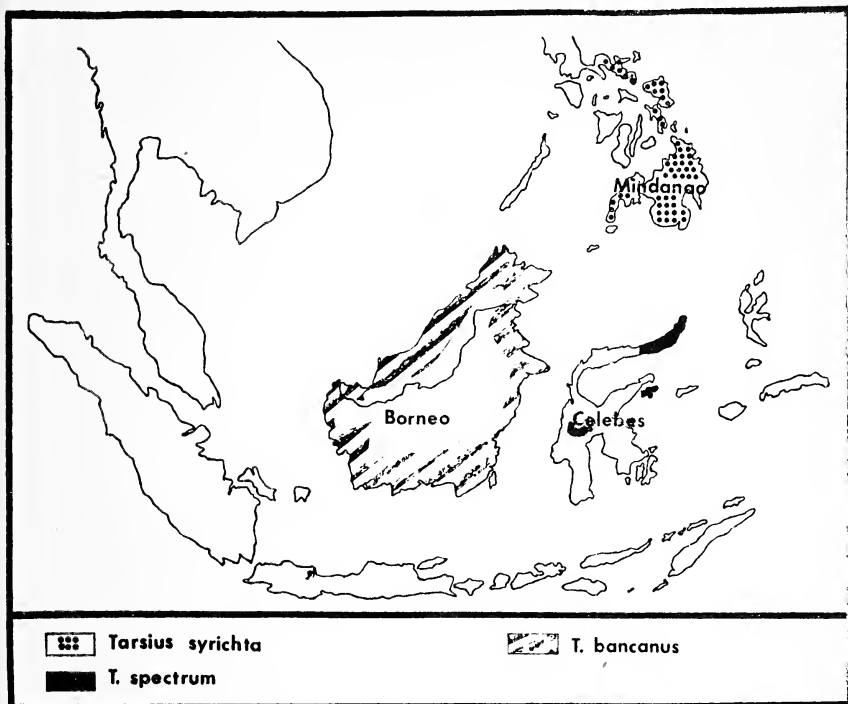 Mindanao
Borneo
Celebes
Tarsius syrichta
T. bancanus
T. spectrum